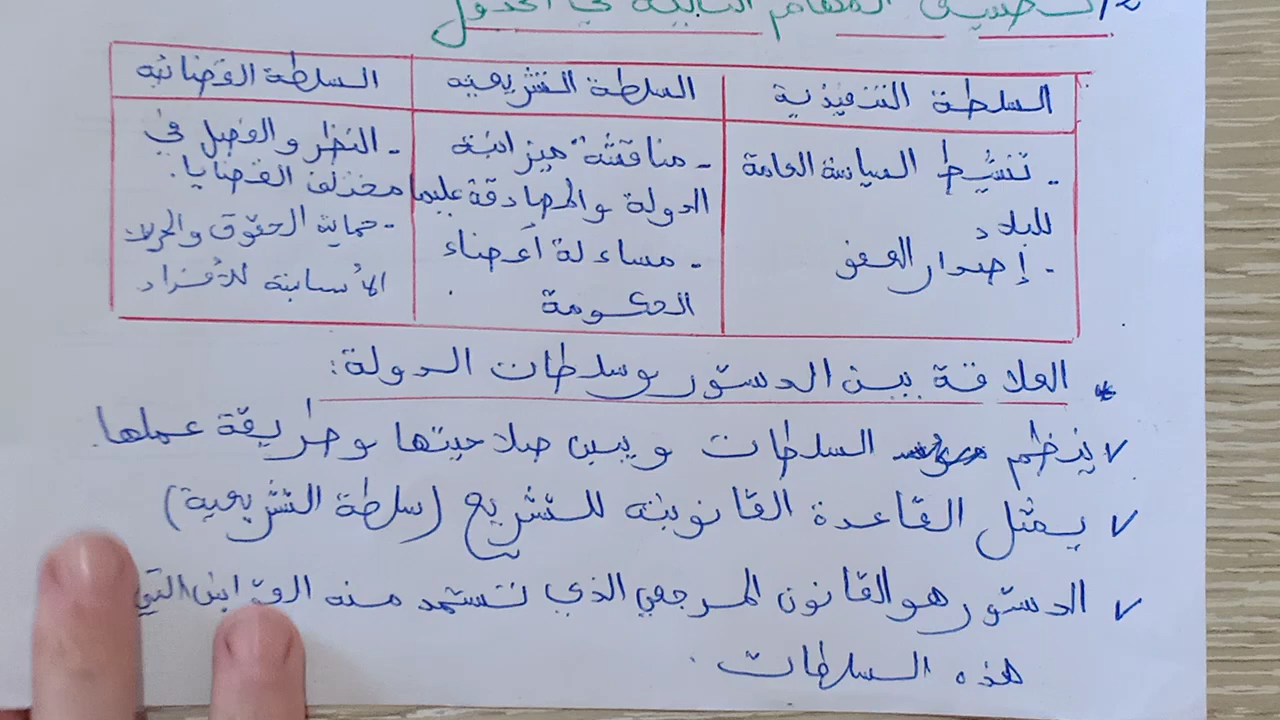 2/ تصنيف المهام التالية في الجدول
السلطة التنفيذية
- تنشيط السياسة العامة
للبلاد
- إصدار العفو
السلطة التشريعية
- مناقشة ميزانية
الدولة والمصادقة عليها
- مساءلة أعضاء
الحكومة
السلطة القضائية
- النظر والفصل في
مختلف القضايا.
- حماية الحقوق والحريات
الأساسية للأفراد
* العلاقة بين الدستور وسلطات الدولة:
✓ ينظم السلطات ويبين صلاحيتها وطريقة عملها.
✓ يمثل القاعدة القانونية للتشريع (سلطة التشريعية)
✓ الدستور هو القانون المرجعي الذي تستمد منه التي
هذه السلطات.